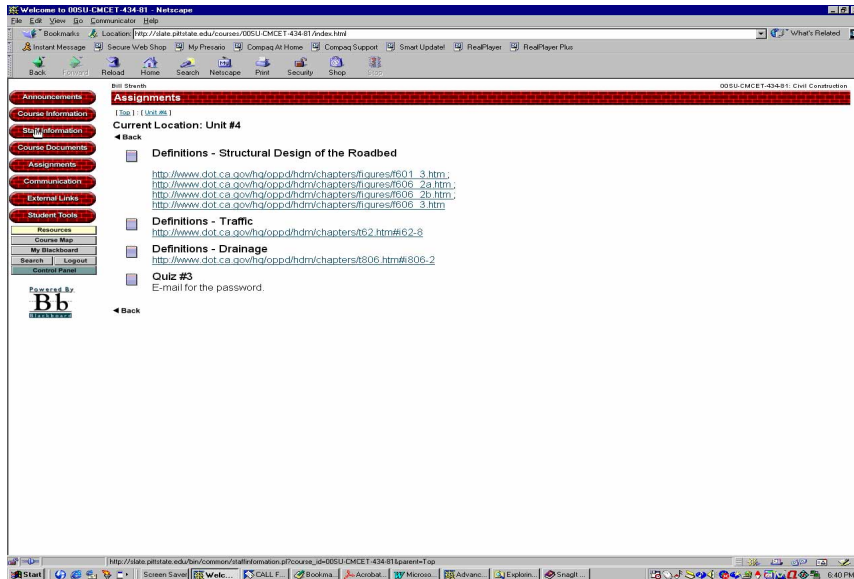 Welcome to 00SU-CMCET-434-81 - Netscape
File Edit View Go Communicator Help
Bookmarks Location: http://slate.pittstate.edu/courses/00SU-CMCET-434-81/index.html What's Related
Instant Message Secure Web Shop My Presario Compaq At Home Compaq Support Smart Update! RealPlayer RealPlayer Plus
Back Forward Reload Home Search Netscape Print Security Shop Stop
Bill Strenth 00SU-CMCET-434-81: Civil Construction
Announcements
Course Information
Staff Information
Course Documents
Assignments
Communication
External Links
Student Tools
Resources
Course Map
My Blackboard
Search Logout
Control Panel
Powered By
Bb
Blackboard
Assignments
[ Top ] : [ Unit #4 ]
Current Location: Unit #4
Back
Definitions - Structural Design of the Roadbed
http://www.dot.ca.gov/hq/oppd/hdm/chapters/figures/f601_3.htm ;
http://www.dot.ca.gov/hq/oppd/hdm/chapters/figures/f606_2a.htm ;
http://www.dot.ca.gov/hq/oppd/hdm/chapters/figures/f606_2b.htm ;
http://www.dot.ca.gov/hq/oppd/hdm/chapters/figures/f606_3.htm
Definitions - Traffic
http://www.dot.ca.gov/hq/oppd/hdm/chapters/t62.htm#i62-8
Definitions - Drainage
http://www.dot.ca.gov/hq/oppd/hdm/chapters/t806.htm#i806-2
Quiz #3
E-mail for the password.
Back
http://slate.pittstate.edu/bin/common/staffinformation.pl?course_id=00SU-CMCET-434-81&parent=Top
Start Screen Saver Welc... CALL F... Bookma... Acrobat... Microso... Advanc... Explorin... SnagIt ... 6:40 PM